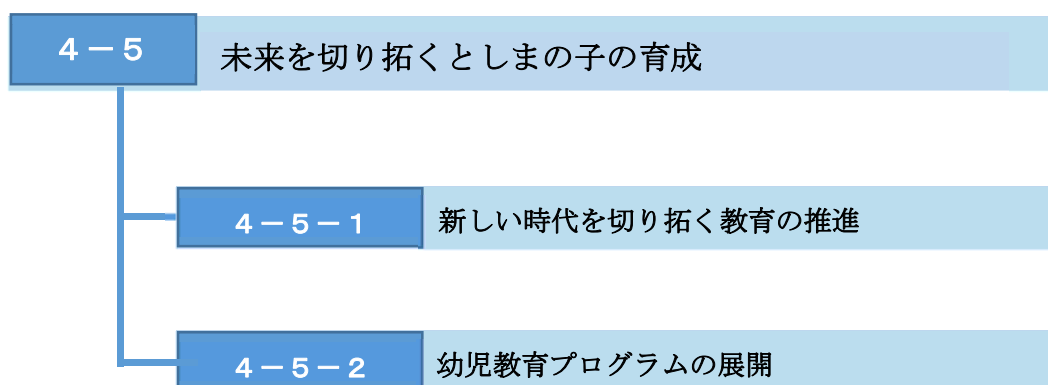 4－5 未来を切り拓くとしまの子の育成
4－5－1 新しい時代を切り拓く教育の推進
4－5－2 幼児教育プログラムの展開